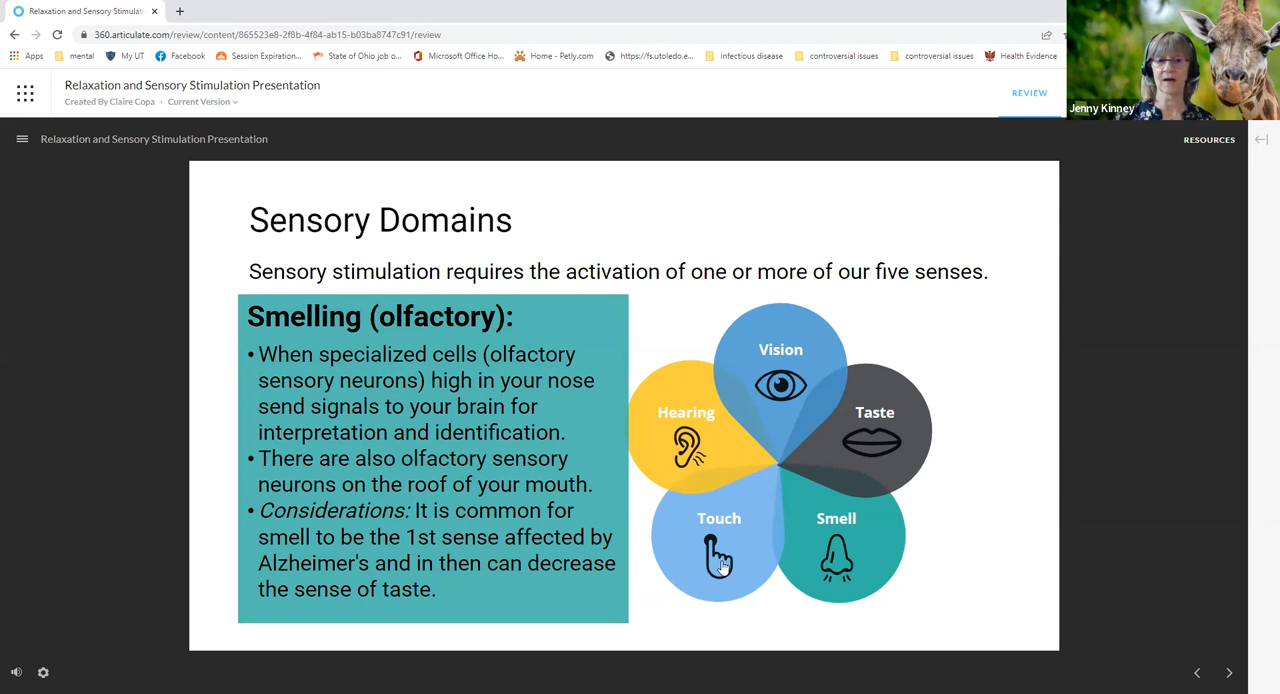 Relaxation and Sensory Stimulat
360.articulate.com/review/content/865523e8-2f8b-4f84-ab15-b03ba8747c91/review
Apps mental My UT Facebook Session Expiration... State of Ohio job o... Microsoft Office Ho... Home - Petly.com https://fs.utoledo.e... infectious disease controversial issues controversial issues Health Evidence
Relaxation and Sensory Stimulation Presentation
Created By Claire Copa · Current Version
REVIEW
Jenny Kinney
Relaxation and Sensory Stimulation Presentation
RESOURCES
Sensory Domains
Sensory stimulation requires the activation of one or more of our five senses.
Smelling (olfactory):
• When specialized cells (olfactory
sensory neurons) high in your nose
send signals to your brain for
interpretation and identification.
• There are also olfactory sensory
neurons on the roof of your mouth.
• Considerations: It is common for
smell to be the 1st sense affected by
Alzheimer's and in then can decrease
the sense of taste.
Vision
Hearing
Taste
Touch
Smell